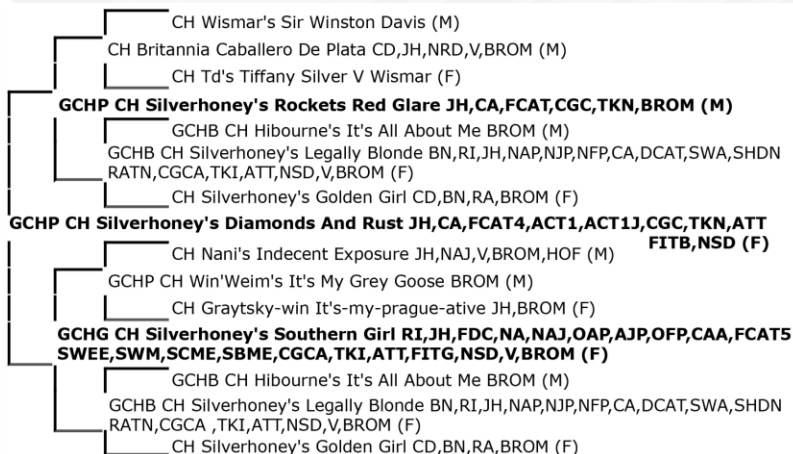 CH Wismar's Sir Winston Davis (M)
CH Britannia Caballero De Plata CD,JH,NRD,V,BROM (M)
CH Td's Tiffany Silver V Wismar (F)
GCHP CH Silverhoney's Rockets Red Glare JH,CA,FCAT,CGC,TKN,BROM (M)
GCHB CH Hibourne's It's All About Me BROM (M)
GCHB CH Silverhoney's Legally Blonde BN,RI,JH,NAP,NJP,NFP,CA,DCAT,SWA,SHDN
RATN,CGCA,TKI,ATT,NSD,V,BROM (F)
CH Silverhoney's Golden Girl CD,BN,RA,BROM (F)
GCHP CH Silverhoney's Diamonds And Rust JH,CA,FCAT4,ACT1,ACT1J,CGC,TKN,ATT
FITB,NSD (F)
CH Nani's Indecent Exposure JH,NAJ,V,BROM,HOF (M)
GCHP CH Win'Weim's It's My Grey Goose BROM (M)
CH Graytsky-win It's-my-prague-ative JH,BROM (F)
GCHG CH Silverhoney's Southern Girl RI,JH,FDC,NA,NAJ,OAP,AJP,OFP,CAA,FCAT5
SWEE,SWM,SCME,SBME,CGCA,TKI,ATT,FITG,NSD,V,BROM (F)
GCHB CH Hibourne's It's All About Me BROM (M)
GCHB CH Silverhoney's Legally Blonde BN,RI,JH,NAP,NJP,NFP,CA,DCAT,SWA,SHDN
RATN,CGCA ,TKI,ATT,NSD,V,BROM (F)
CH Silverhoney's Golden Girl CD,BN,RA,BROM (F)